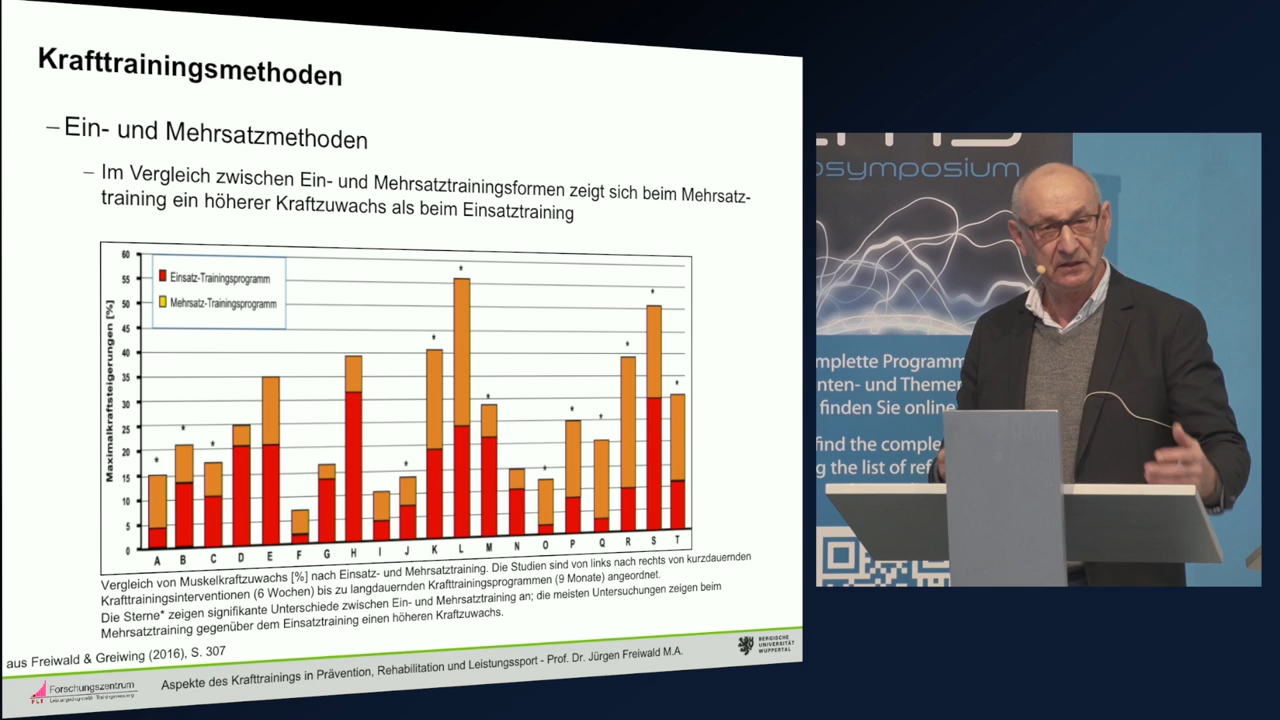 Krafttrainingsmethoden
– Ein- und Mehrsatzmethoden
– Im Vergleich zwischen Ein- und Mehrsatztrainingsformen zeigt sich beim Mehrsatz-
training ein höherer Kraftzuwachs als beim Einsatztraining
Maximalkraftsteigerungen [%]
60
55
50
45
40
35
30
25
20
15
10
5
0
Einsatz-Trainingsprogramm
Mehrsatz-Trainingsprogramm
* * * * * * * * * * * * *
A B C D E F G H I J K L M N O P Q R S T
Vergleich von Muskelkraftzuwachs [%] nach Einsatz- und Mehrsatztraining. Die Studien sind von links nach rechts von kurzdauernden
Krafttrainingsinterventionen (6 Wochen) bis zu langdauernden Krafttrainingsprogrammen (9 Monate) angeordnet.
Die Sterne* zeigen signifikante Unterschiede zwischen Ein- und Mehrsatztraining an; die meisten Untersuchungen zeigen beim
Mehrsatztraining gegenüber dem Einsatztraining einen höheren Kraftzuwachs.
aus Freiwald & Greiwing (2016), S. 307
Forschungszentrum
FLT
Aspekte des Krafttrainings in Prävention, Rehabilitation und Leistungssport - Prof. Dr. Jürgen Freiwald M.A.
BERGISCHE
UNIVERSITÄT
WUPPERTAL
osymposium
mplette Programm
nten- und Themen
finden Sie online
find the comple
g the list of ref